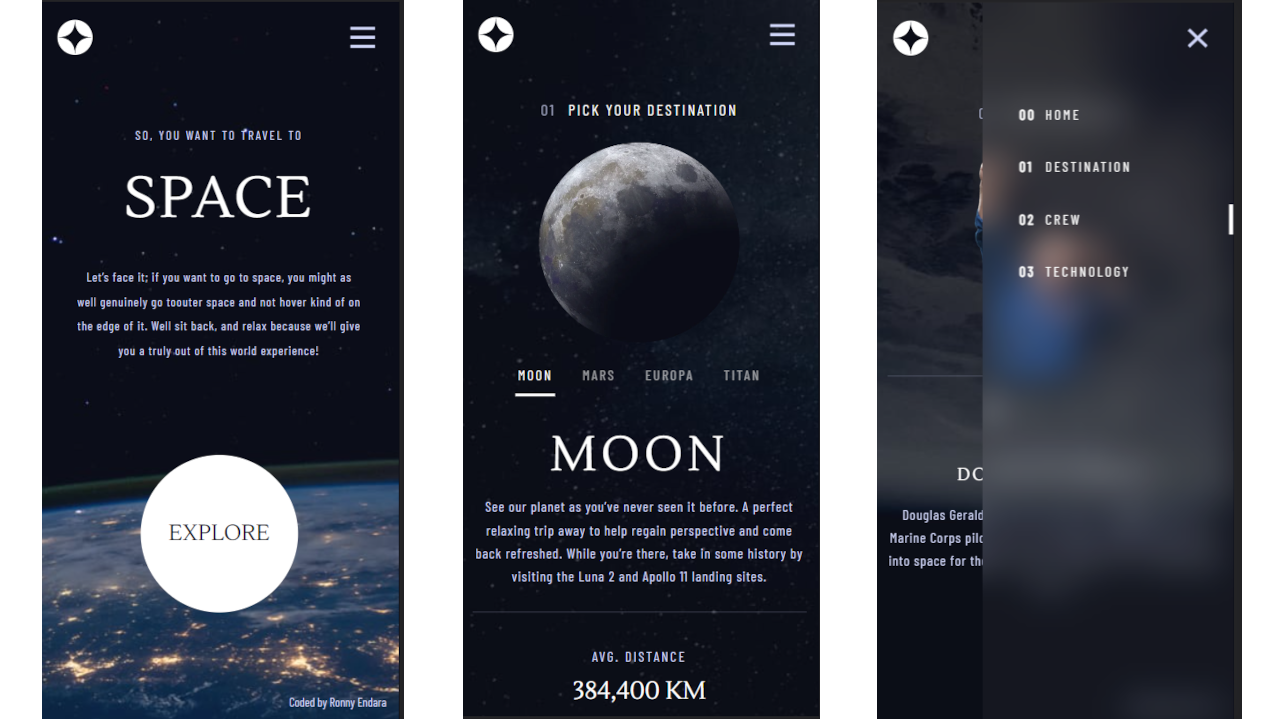 SO, YOU WANT TO TRAVEL TO
SPACE
Let's face it; if you want to go to space, you might as
well genuinely go toouter space and not hover kind of on
the edge of it. Well sit back, and relax because we'll give
you a truly out of this world experience!
EXPLORE
Coded by Ronny Endara
01 PICK YOUR DESTINATION
MOON MARS EUROPA TITAN
MOON
See our planet as you've never seen it before. A perfect
relaxing trip away to help regain perspective and come
back refreshed. While you're there, take in some history by
visiting the Luna 2 and Apollo 11 landing sites.
AVG. DISTANCE
384,400 KM
00 HOME
01 DESTINATION
02 CREW
03 TECHNOLOGY
DO
Douglas Gerald
Marine Corps pilo
into space for th